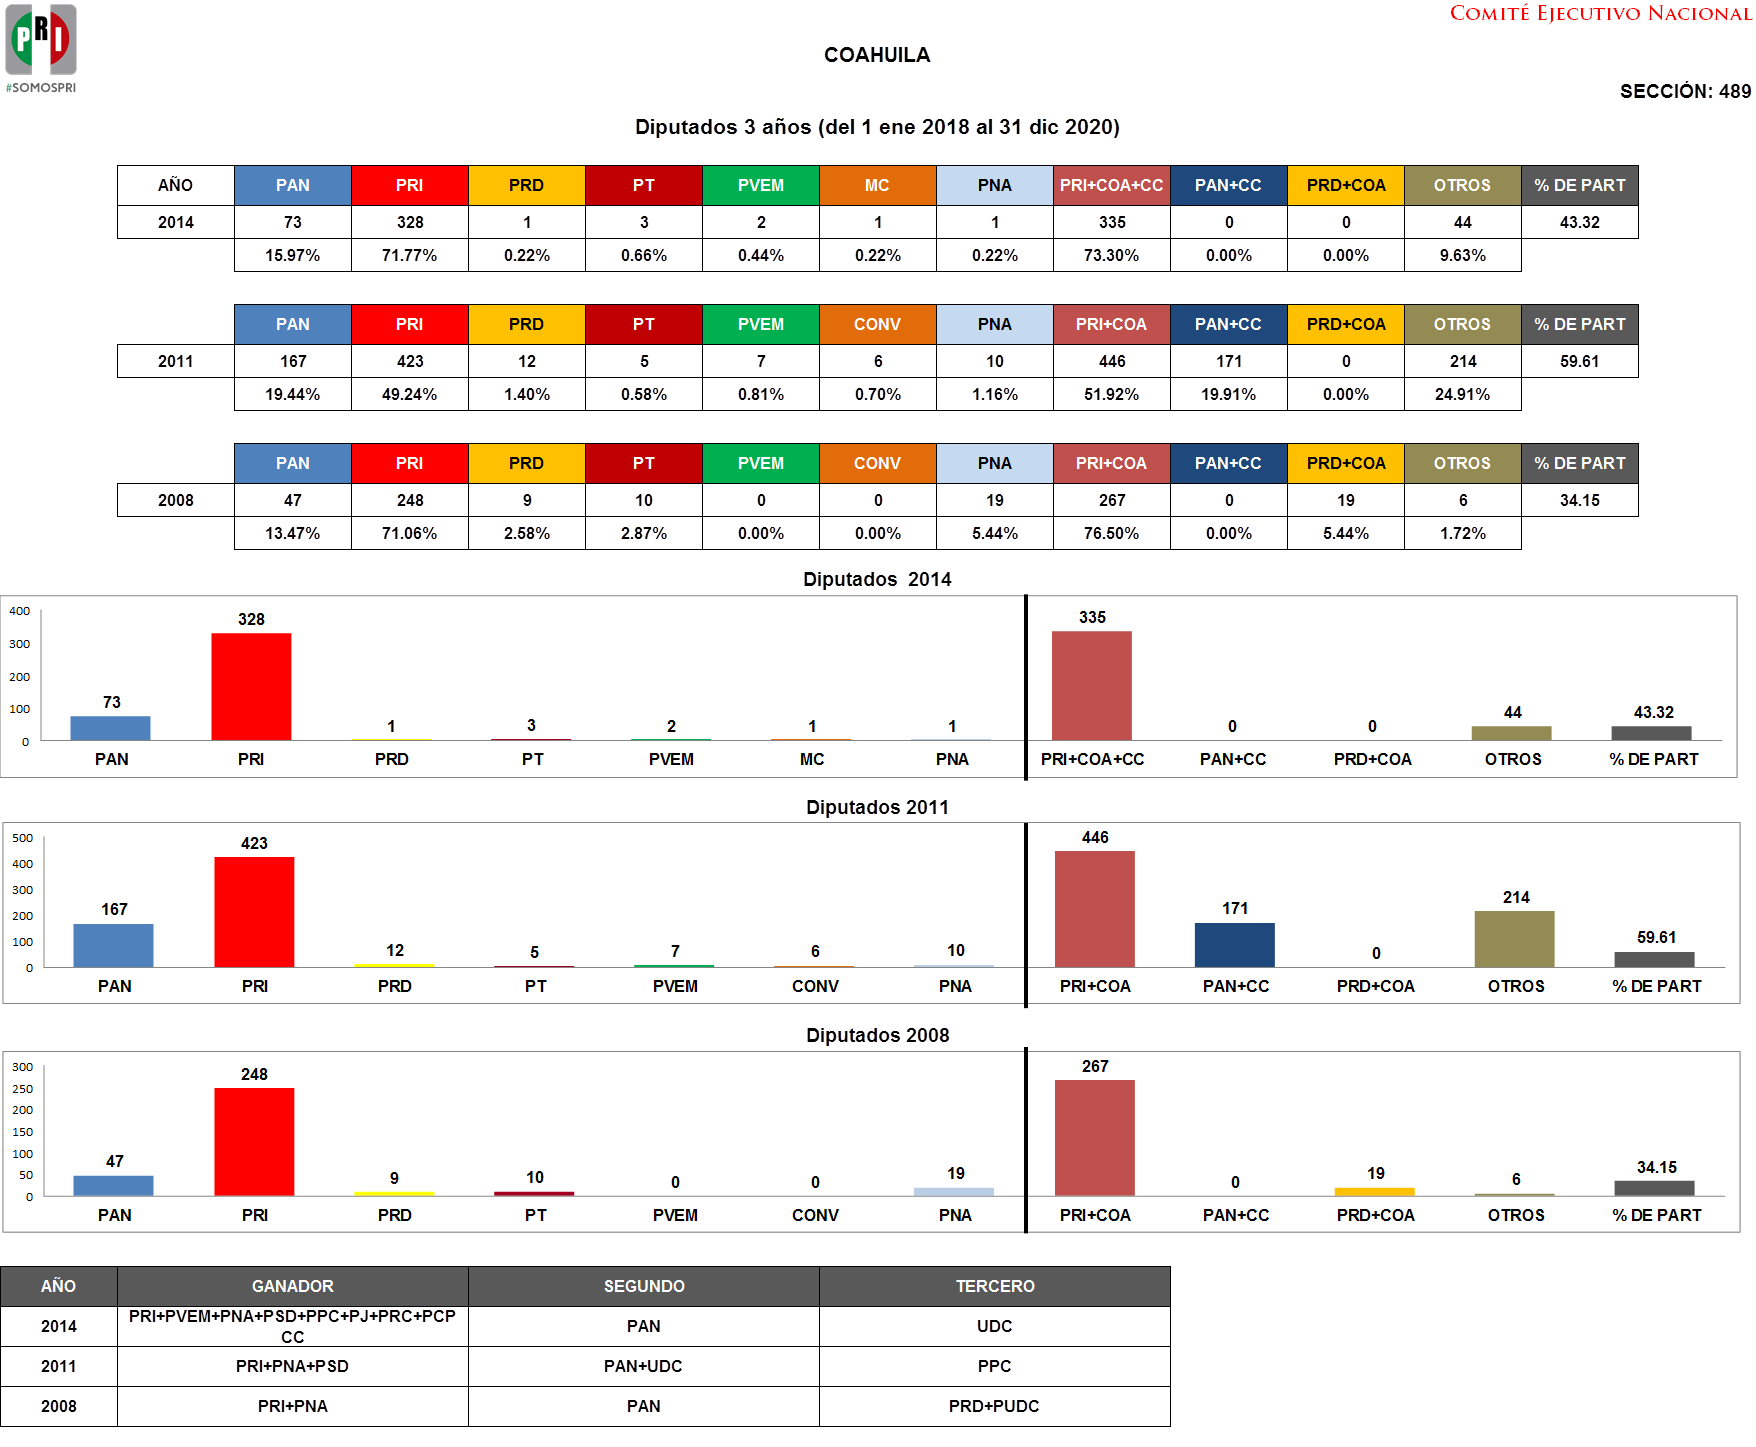 PRI
#SOMOSPRI
COMITÉ EJECUTIVO NACIONAL
COAHUILA
SECCIÓN: 489
Diputados 3 años (del 1 ene 2018 al 31 dic 2020)
AÑO PAN PRI PRD PT PVEM MC PNA PRI+COA+CC PAN+CC PRD+COA OTROS % DE PART
2014 73 328 1 3 2 1 1 335 0 0 44 43.32
15.97% 71.77% 0.22% 0.66% 0.44% 0.22% 0.22% 73.30% 0.00% 0.00% 9.63%
PAN PRI PRD PT PVEM CONV PNA PRI+COA PAN+CC PRD+COA OTROS % DE PART
2011 167 423 12 5 7 6 10 446 171 0 214 59.61
19.44% 49.24% 1.40% 0.58% 0.81% 0.70% 1.16% 51.92% 19.91% 0.00% 24.91%
PAN PRI PRD PT PVEM CONV PNA PRI+COA PAN+CC PRD+COA OTROS % DE PART
2008 47 248 9 10 0 0 19 267 0 19 6 34.15
13.47% 71.06% 2.58% 2.87% 0.00% 0.00% 5.44% 76.50% 0.00% 5.44% 1.72%
Diputados 2014
400
300
200
100
0
73 328 1 3 2 1 1 335 0 0 44 43.32
PAN PRI PRD PT PVEM MC PNA PRI+COA+CC PAN+CC PRD+COA OTROS % DE PART
Diputados 2011
500
400
300
200
100
0
167 423 12 5 7 6 10 446 171 0 214 59.61
PAN PRI PRD PT PVEM CONV PNA PRI+COA PAN+CC PRD+COA OTROS % DE PART
Diputados 2008
300
250
200
150
100
50
0
47 248 9 10 0 0 19 267 0 19 6 34.15
PAN PRI PRD PT PVEM CONV PNA PRI+COA PAN+CC PRD+COA OTROS % DE PART
AÑO GANADOR SEGUNDO TERCERO
2014 PRI+PVEM+PNA+PSD+PPC+PJ+PRC+PCP PAN UDC
CC
2011 PRI+PNA+PSD PAN+UDC PPC
2008 PRI+PNA PAN PRD+PUDC